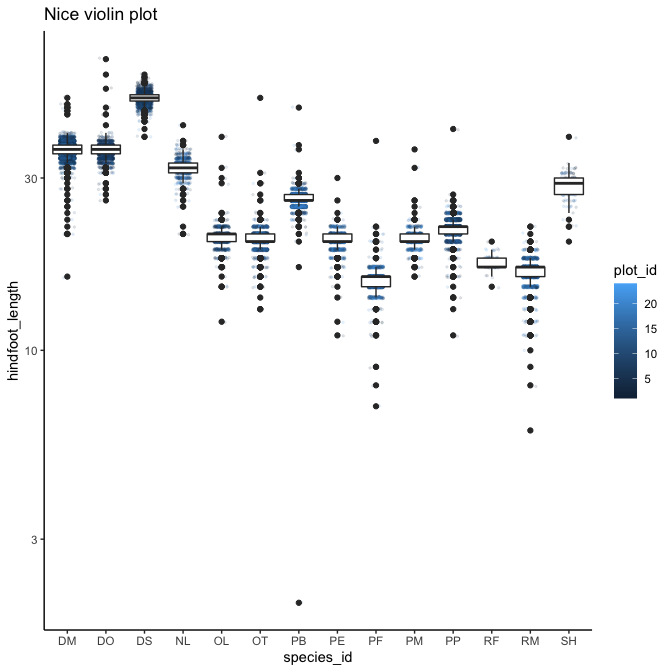 Nice violin plot
hindfoot_length
30
10
3
DM DO DS NL OL OT PB PE PF PM PP RF RM SH
species_id
plot_id
20
15
10
5